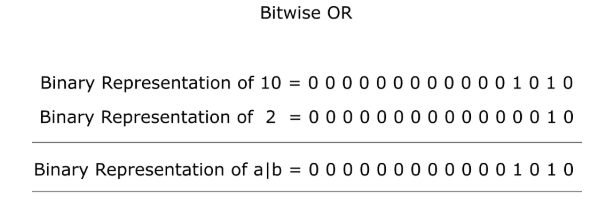 Bitwise OR
Binary Representation of 10 = 0 0 0 0 0 0 0 0 0 0 0 0 1 0 1 0
Binary Representation of 2 = 0 0 0 0 0 0 0 0 0 0 0 0 0 0 1 0
Binary Representation of a|b = 0 0 0 0 0 0 0 0 0 0 0 0 1 0 1 0